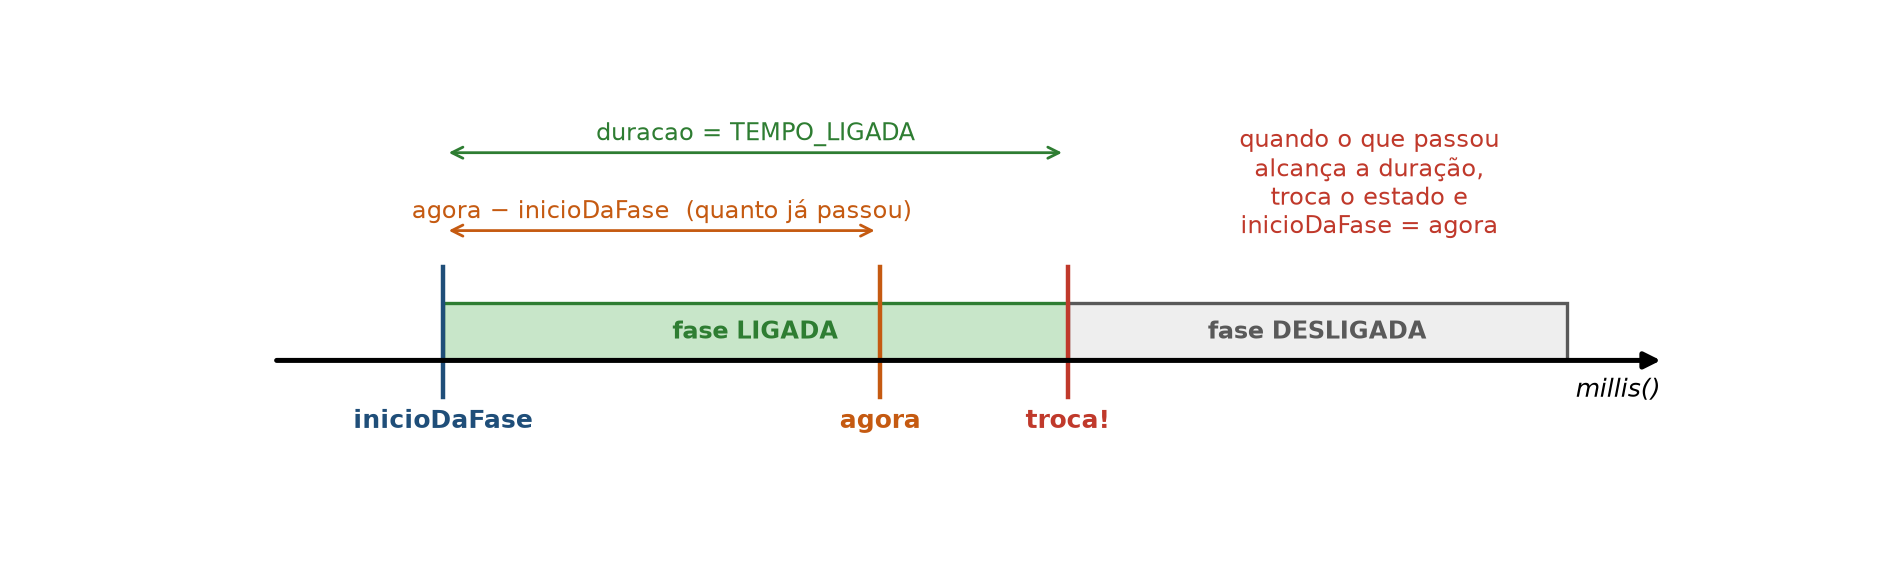 duracao = TEMPO_LIGADA
agora − inicioDaFase  (quanto já passou)
quando o que passou
alcança a duração,
troca o estado e
inicioDaFase = agora
fase LIGADA
fase DESLIGADA
millis()
inicioDaFase
agora
troca!